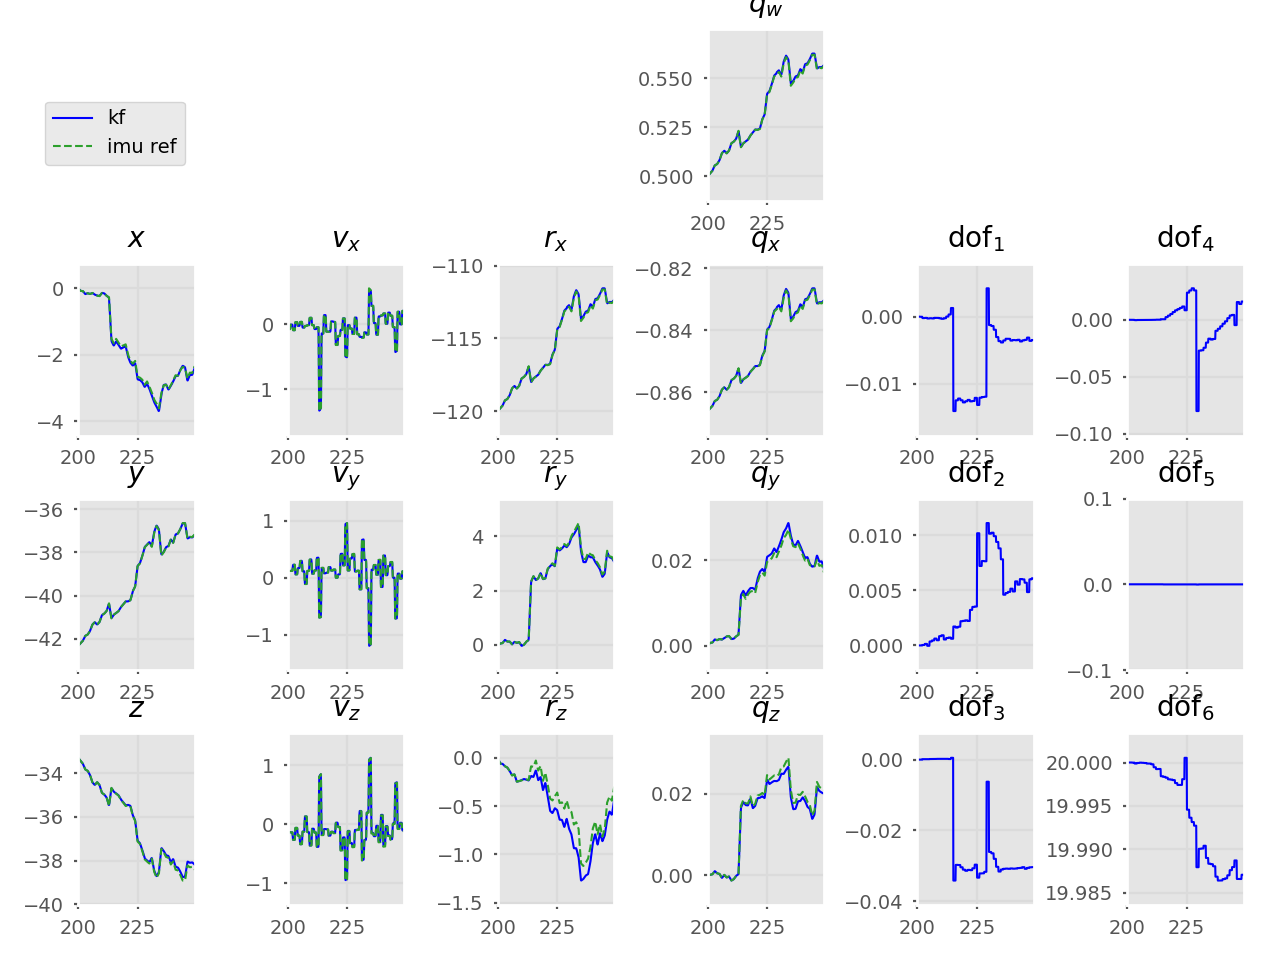 q_w
kf
imu ref
0.550
0.525
0.500
200 225
x v_x r_x q_x dof_1 dof_4
0 −2 −4
0 −1
−110 −115 −120
−0.82 −0.84 −0.86
0.00 −0.01
0.00 −0.05 −0.10
200 225 200 225 200 225 200 225 200 225 200 225
y v_y r_y q_y dof_2 dof_5
−36 −38 −40 −42
1 0 −1
4 2 0
0.02 0.00
0.010 0.005 0.000
0.1 0.0 −0.1
200 225 200 225 200 225 200 225 200 225 200 225
z v_z r_z q_z dof_3 dof_6
−34 −36 −38 −40
1 0 −1
0.0 −0.5 −1.0 −1.5
0.02 0.00
0.00 −0.02 −0.04
20.000 19.995 19.990 19.985
200 225 200 225 200 225 200 225 200 225 200 225